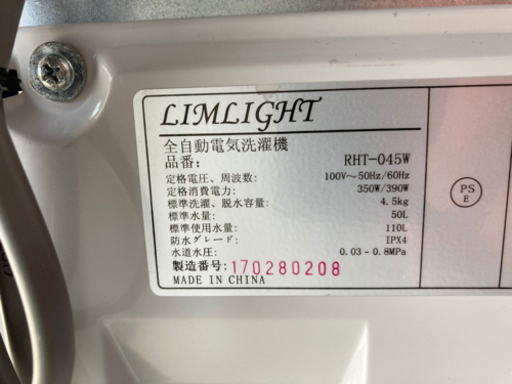 LIMLIGHT
全自動電気洗濯機
品番: RHT-045W
定格電圧、周波数: 100V～50Hz/60Hz
定格消費電力: 350W/390W
標準洗濯、脱水容量: 4.5kg
標準水量: 50L
標準使用水量: 110L
防水グレード: IPX4
水道水圧: 0.03－0.8MPa
製造番号: 170280208
MADE IN CHINA
PS
E